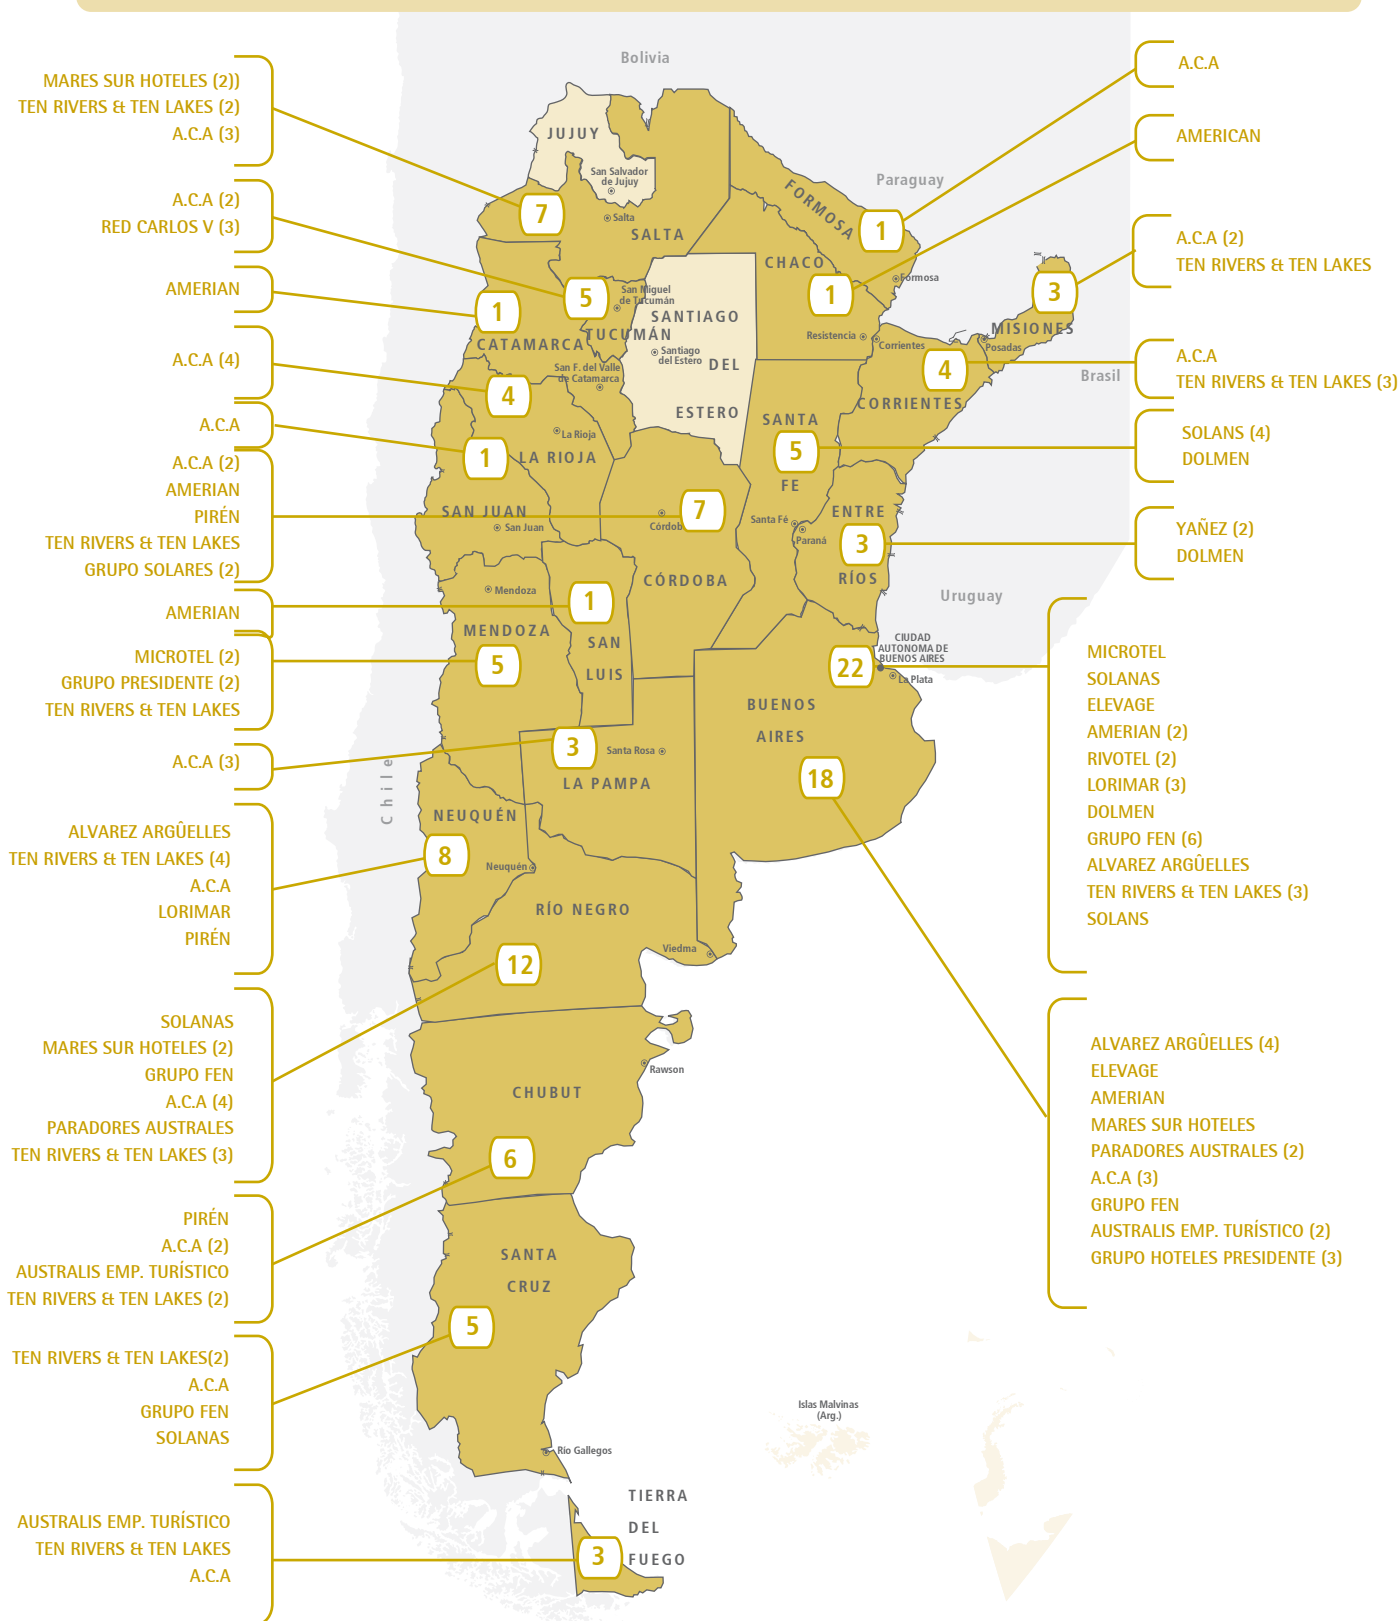 MARES SUR HOTELES (2))
TEN RIVERS & TEN LAKES (2)
A.C.A (3)
A.C.A (2)
RED CARLOS V (3)
AMERIAN
A.C.A (4)
A.C.A
A.C.A (2)
AMERIAN
PIRÉN
TEN RIVERS & TEN LAKES
GRUPO SOLARES (2)
AMERIAN
MICROTEL (2)
GRUPO PRESIDENTE (2)
TEN RIVERS & TEN LAKES
A.C.A (3)
ALVAREZ ARGÛELLES
TEN RIVERS & TEN LAKES (4)
A.C.A
LORIMAR
PIRÉN
SOLANAS
MARES SUR HOTELES (2)
GRUPO FEN
A.C.A (4)
PARADORES AUSTRALES
TEN RIVERS & TEN LAKES (3)
PIRÉN
A.C.A (2)
AUSTRALIS EMP. TURÍSTICO
TEN RIVERS & TEN LAKES (2)
TEN RIVERS & TEN LAKES(2)
A.C.A
GRUPO FEN
SOLANAS
AUSTRALIS EMP. TURÍSTICO
TEN RIVERS & TEN LAKES
A.C.A
Bolivia
JUJUY
San Salvador
de Jujuy
7
Salta
SALTA
Paraguay
FORMOSA
1
Formosa
CHACO
1
Resistencia
5
San Miguel
de Tucumán
TUCUMÁN
1
CATAMARCA
San F. del Valle
de Catamarca
SANTIAGO
Santiago
del Estero
DEL
ESTERO
3
MISIONES
Posadas
Corrientes
4
CORRIENTES
Brasil
4
La Rioja
LA RIOJA
1
SAN JUAN
San Juan
SANTA
5
FE
Santa Fé
Paraná
ENTRE
3
RÍOS
7
Córdob
CÓRDOBA
Mendoza
MENDOZA
5
1
SAN
LUIS
Uruguay
CIUDAD
AUTONOMA DE
BUENOS AIRES
22
La Plata
BUENOS
AIRES
18
3
Santa Rosa
LA PAMPA
Chile
NEUQUÉN
8
Neuquén
RÍO NEGRO
12
Viedma
CHUBUT
Rawson
6
SANTA
CRUZ
5
Río Gallegos
Islas Malvinas
(Arg.)
TIERRA
DEL
FUEGO
3
A.C.A
AMERICAN
A.C.A (2)
TEN RIVERS & TEN LAKES
A.C.A
TEN RIVERS & TEN LAKES (3)
SOLANS (4)
DOLMEN
YAÑEZ (2)
DOLMEN
MICROTEL
SOLANAS
ELEVAGE
AMERIAN (2)
RIVOTEL (2)
LORIMAR (3)
DOLMEN
GRUPO FEN (6)
ALVAREZ ARGÛELLES
TEN RIVERS & TEN LAKES (3)
SOLANS
ALVAREZ ARGÛELLES (4)
ELEVAGE
AMERIAN
MARES SUR HOTELES
PARADORES AUSTRALES (2)
A.C.A (3)
GRUPO FEN
AUSTRALIS EMP. TURÍSTICO (2)
GRUPO HOTELES PRESIDENTE (3)